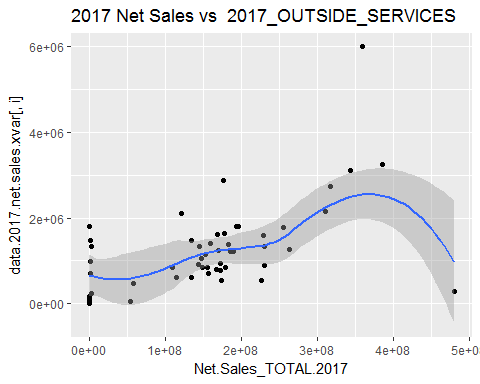 2017 Net Sales vs  2017_OUTSIDE_SERVICES
6e+06
4e+06
2e+06
0e+00
data.2017.net.sales.xvar[, i]
0e+00 1e+08 2e+08 3e+08 4e+08 5e+08
Net.Sales_TOTAL.2017